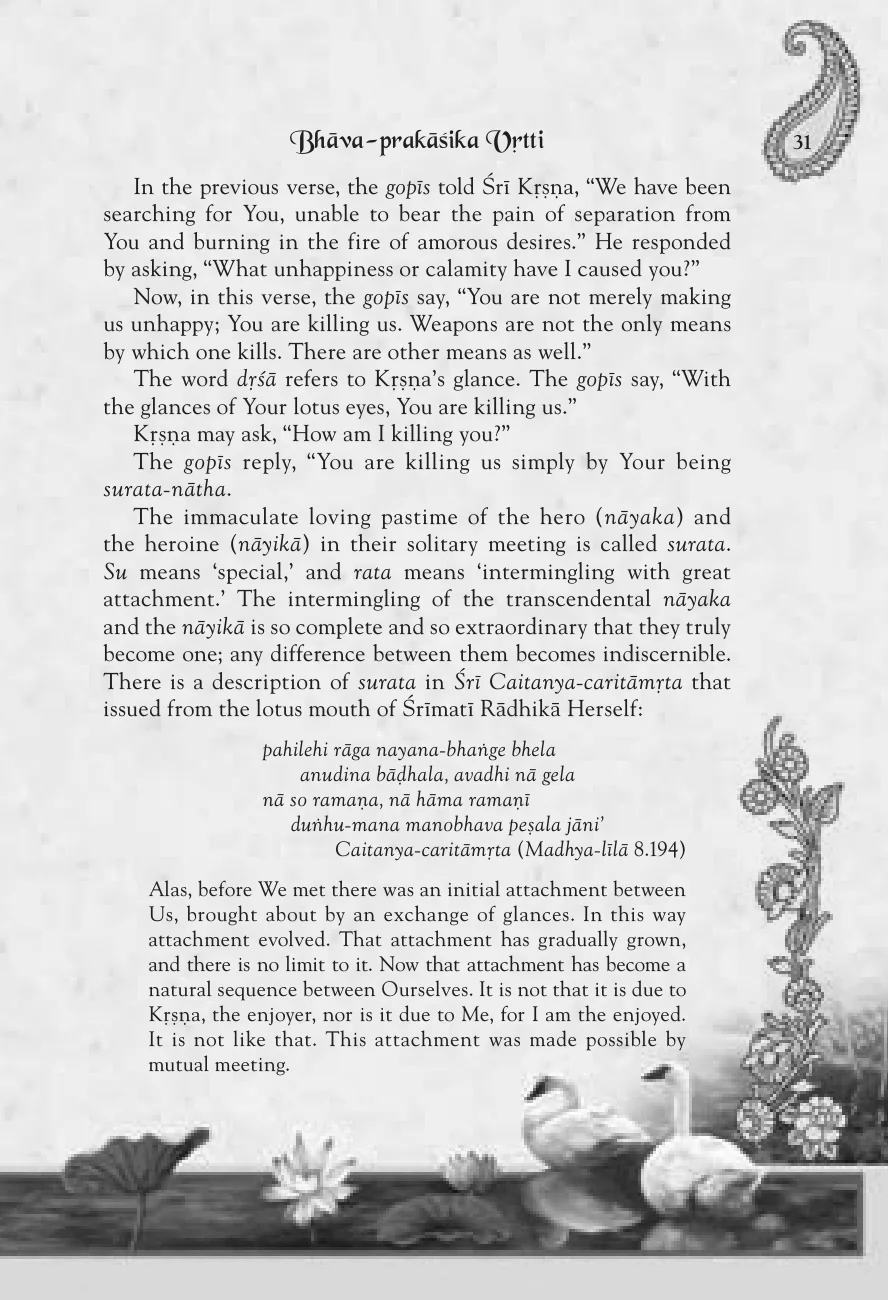 Bhāva-prakāśika Vṛtti
31
In the previous verse, the gopīs told Śrī Kṛṣṇa, “We have been
searching for You, unable to bear the pain of separation from
You and burning in the fire of amorous desires.” He responded
by asking, “What unhappiness or calamity have I caused you?”
Now, in this verse, the gopīs say, “You are not merely making
us unhappy; You are killing us. Weapons are not the only means
by which one kills. There are other means as well.”
The word dṛśā refers to Kṛṣṇa’s glance. The gopīs say, “With
the glances of Your lotus eyes, You are killing us.”
Kṛṣṇa may ask, “How am I killing you?”
The gopīs reply, “You are killing us simply by Your being
surata-nātha.
The immaculate loving pastime of the hero (nāyaka) and
the heroine (nāyikā) in their solitary meeting is called surata.
Su means ‘special,’ and rata means ‘intermingling with great
attachment.’ The intermingling of the transcendental nāyaka
and the nāyikā is so complete and so extraordinary that they truly
become one; any difference between them becomes indiscernible.
There is a description of surata in Śrī Caitanya-caritāmṛta that
issued from the lotus mouth of Śrīmatī Rādhikā Herself:
pahilehi rāga nayana-bhaṅge bhela
anudina bāḍhala, avadhi nā gela
nā so ramaṇa, nā hāma ramaṇī
duṅhu-mana manobhava peṣala jāni’
Caitanya-caritāmṛta (Madhya-līlā 8.194)
Alas, before We met there was an initial attachment between
Us, brought about by an exchange of glances. In this way
attachment evolved. That attachment has gradually grown,
and there is no limit to it. Now that attachment has become a
natural sequence between Ourselves. It is not that it is due to
Kṛṣṇa, the enjoyer, nor is it due to Me, for I am the enjoyed.
It is not like that. This attachment was made possible by
mutual meeting.